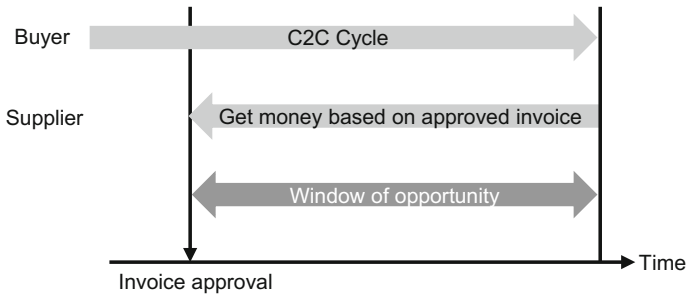 Buyer
C2C Cycle
Supplier
Get money based on approved invoice
Window of opportunity
Time
Invoice approval